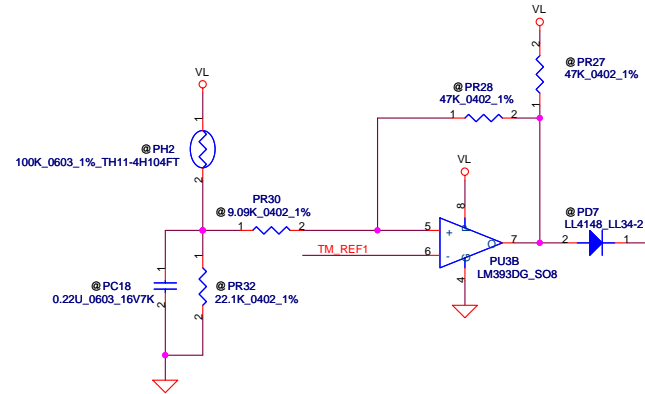 VL
@PR27
47K_0402_1%
2
1
@PR28
47K_0402_1%
1
2
VL
1
@PH2
100K_0603_1%_TH11-4H104FT
2
VL
PR30
@9.09K_0402_1%
1
2
8
5
+
P
O
7
TM_REF1
6
-
G
4
PU3B
LM393DG_SO8
@PD7
LL4148_LL34-2
2
1
1
@PC18
0.22U_0603_16V7K
2
1
@PR32
22.1K_0402_1%
2